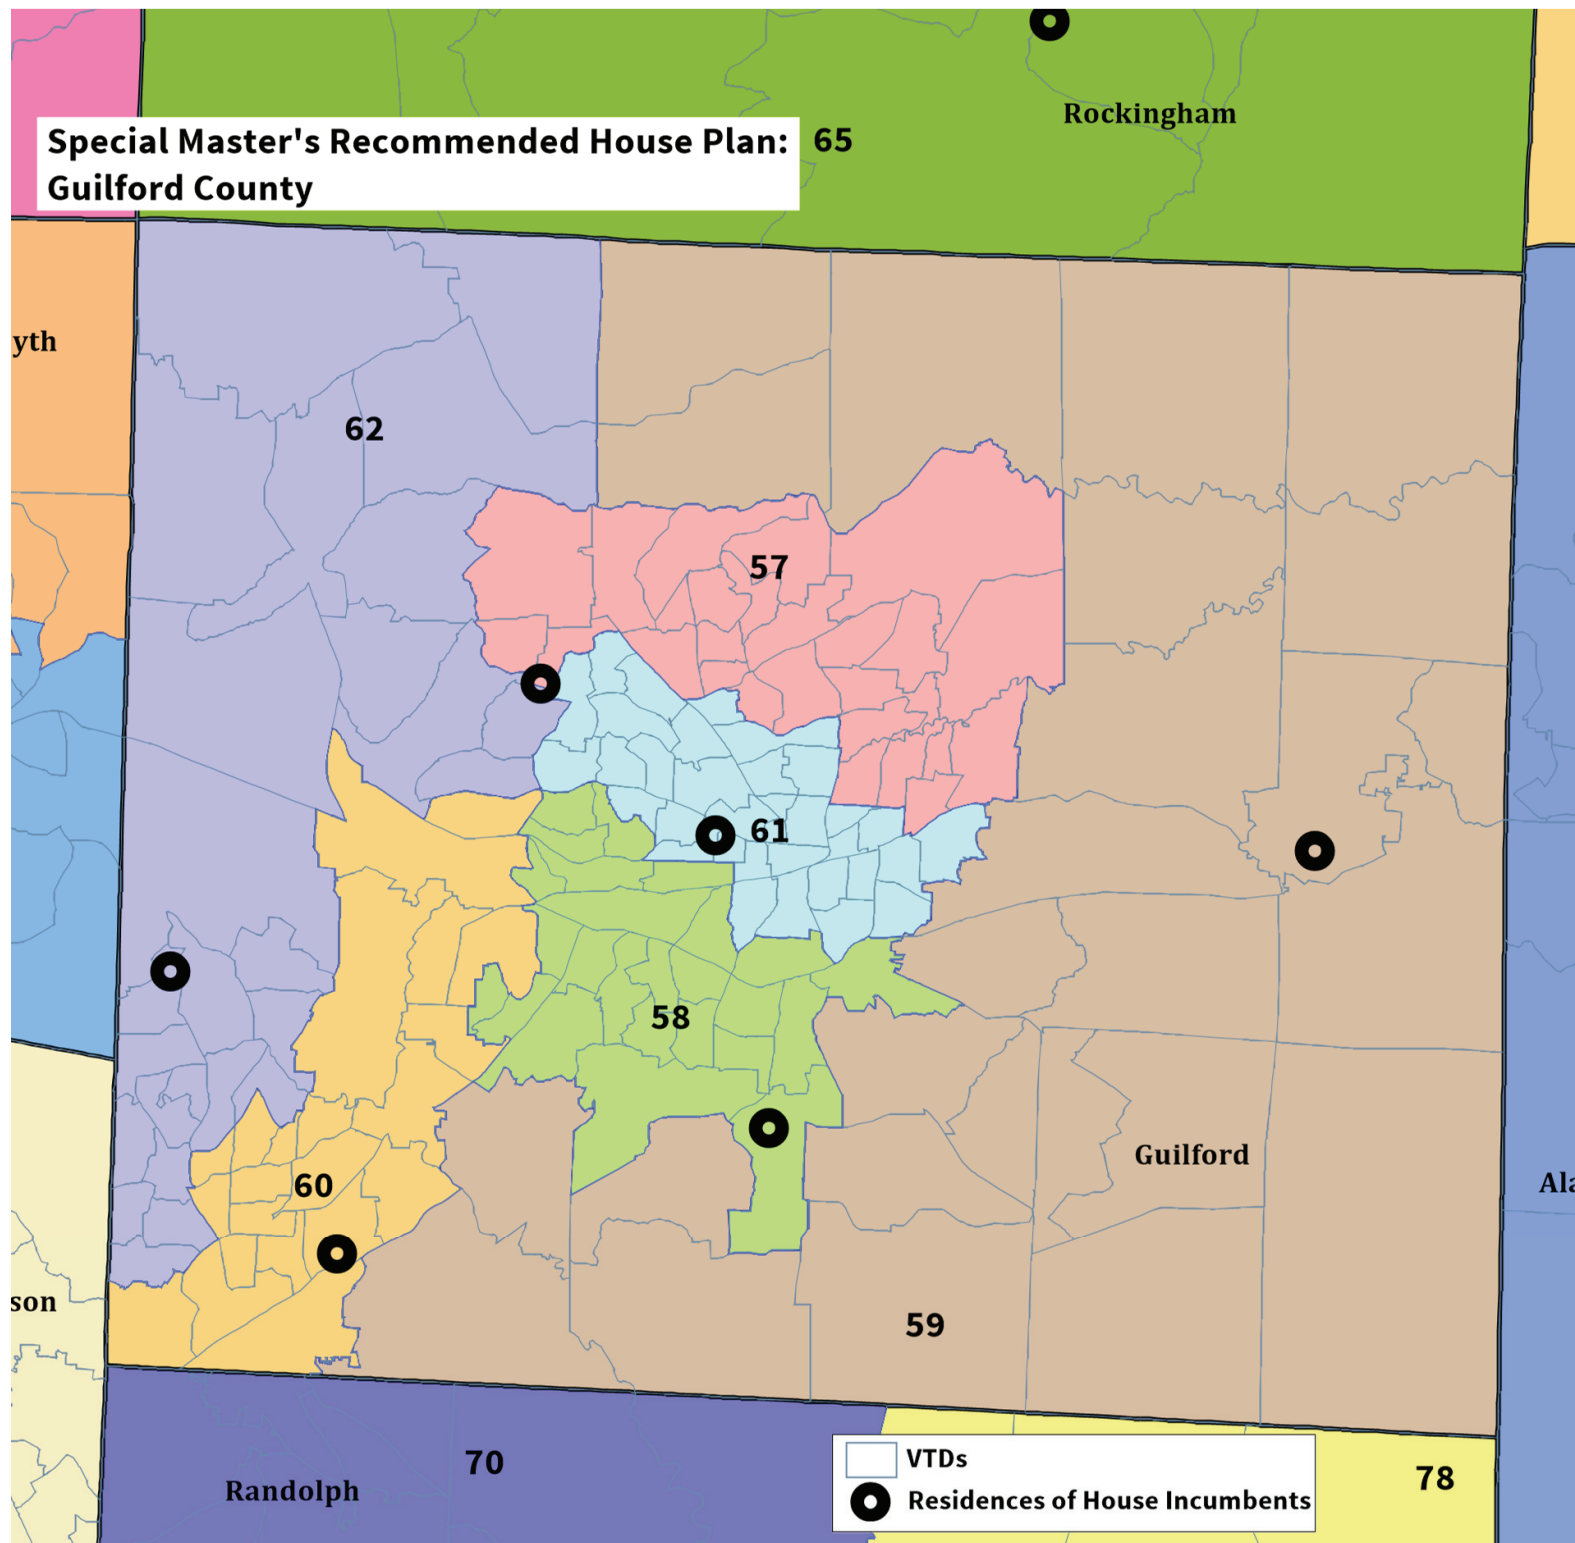 Rockingham
Special Master's Recommended House Plan:
Guilford County
65
yth
62
57
61
58
Guilford
60
Ala
son
59
70
Randolph
78
VTDs
Residences of House Incumbents